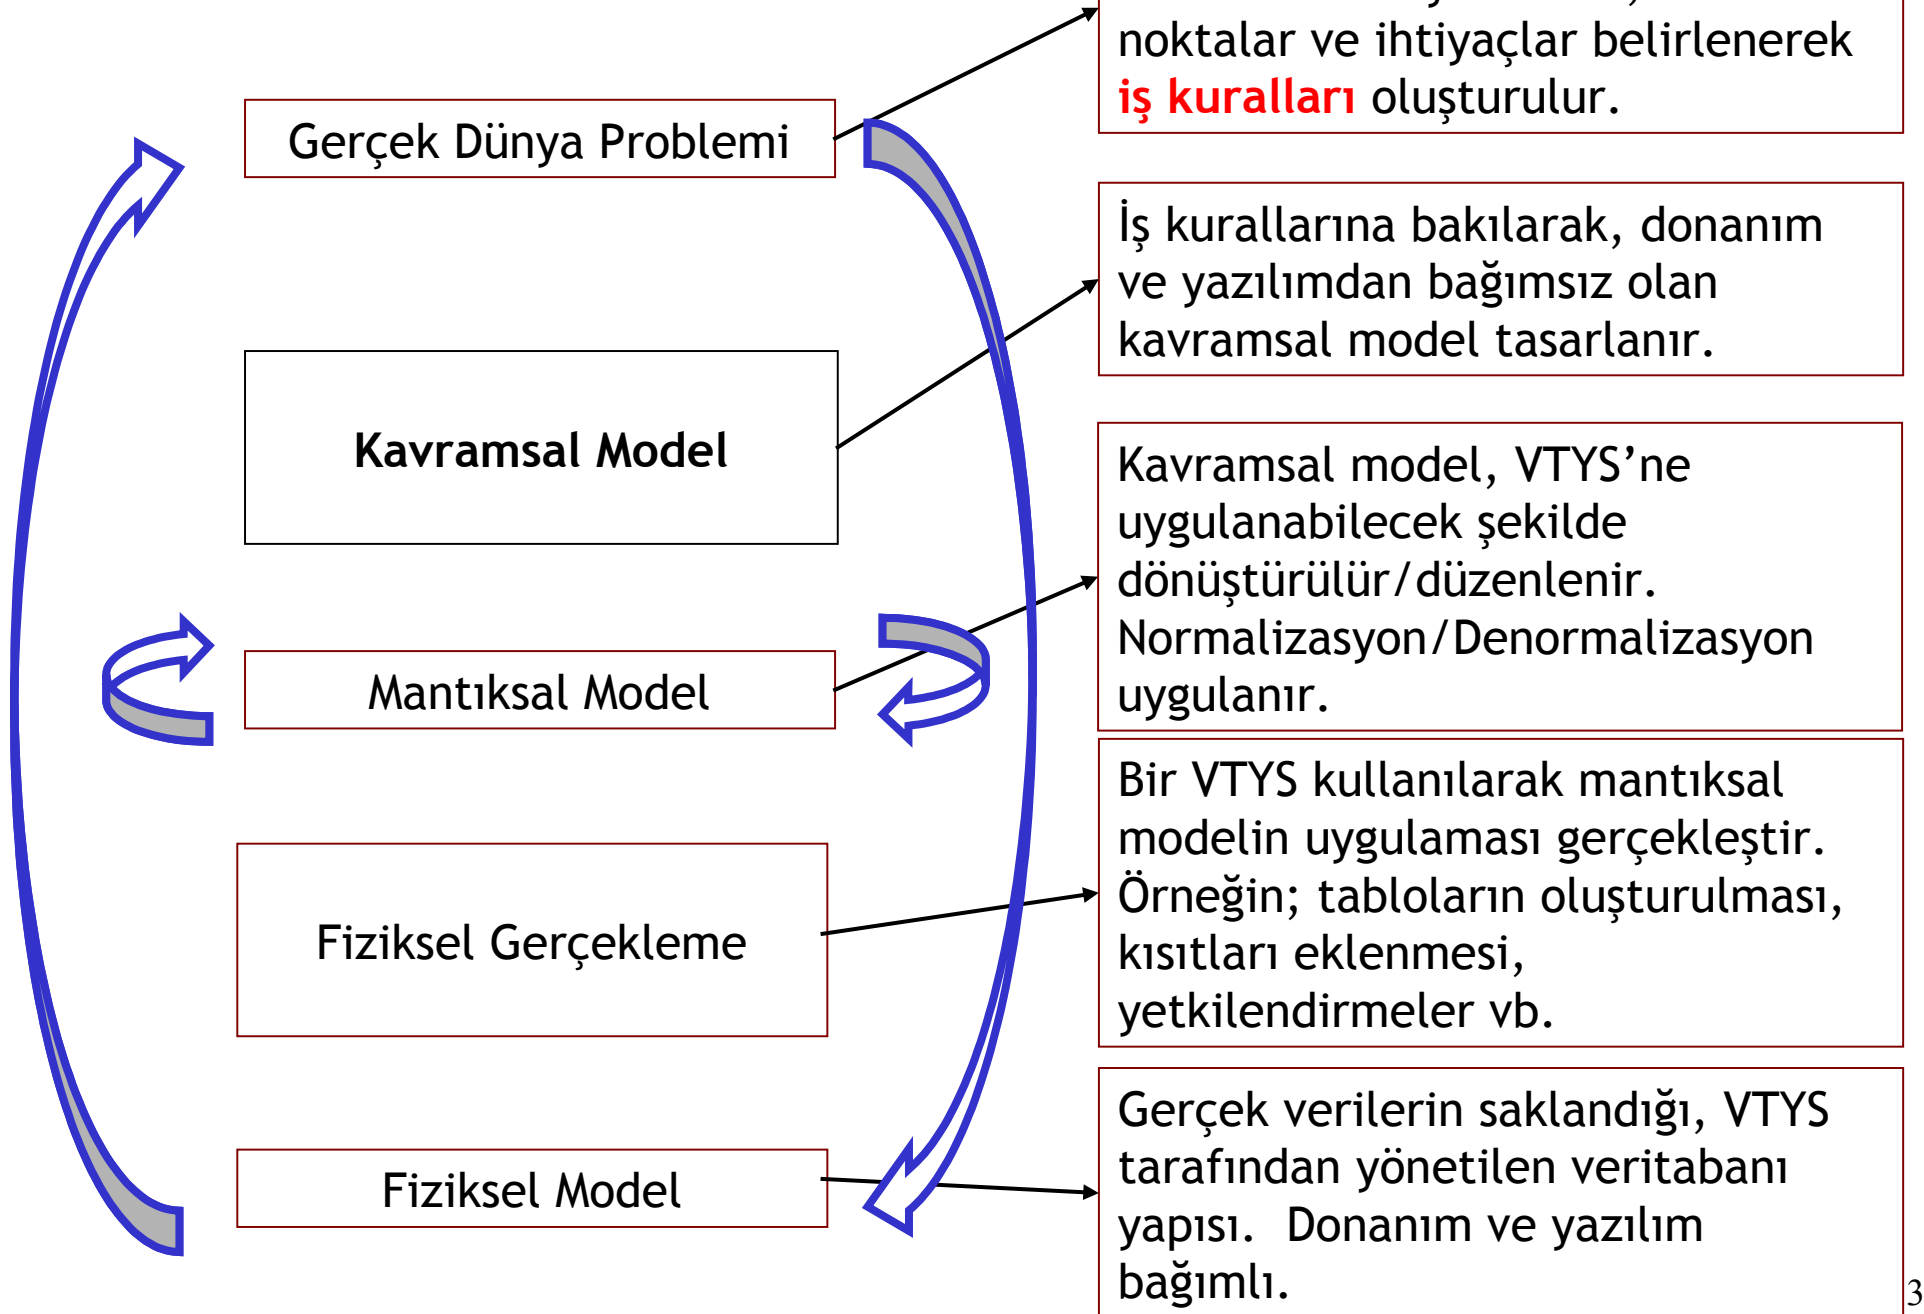 noktalar ve ihtiyaçlar belirlenerek
iş kuralları oluşturulur.
Gerçek Dünya Problemi
İş kurallarına bakılarak, donanım
ve yazılımdan bağımsız olan
kavramsal model tasarlanır.
Kavramsal Model
Kavramsal model, VTYS’ne
uygulanabilecek şekilde
dönüştürülür/düzenlenir.
Normalizasyon/Denormalizasyon
uygulanır.
Mantıksal Model
Bir VTYS kullanılarak mantıksal
modelin uygulaması gerçekleştir.
Örneğin; tabloların oluşturulması,
kısıtları eklenmesi,
yetkilendirmeler vb.
Fiziksel Gerçekleme
Gerçek verilerin saklandığı, VTYS
tarafından yönetilen veritabanı
yapısı.  Donanım ve yazılım
bağımlı.
Fiziksel Model
3